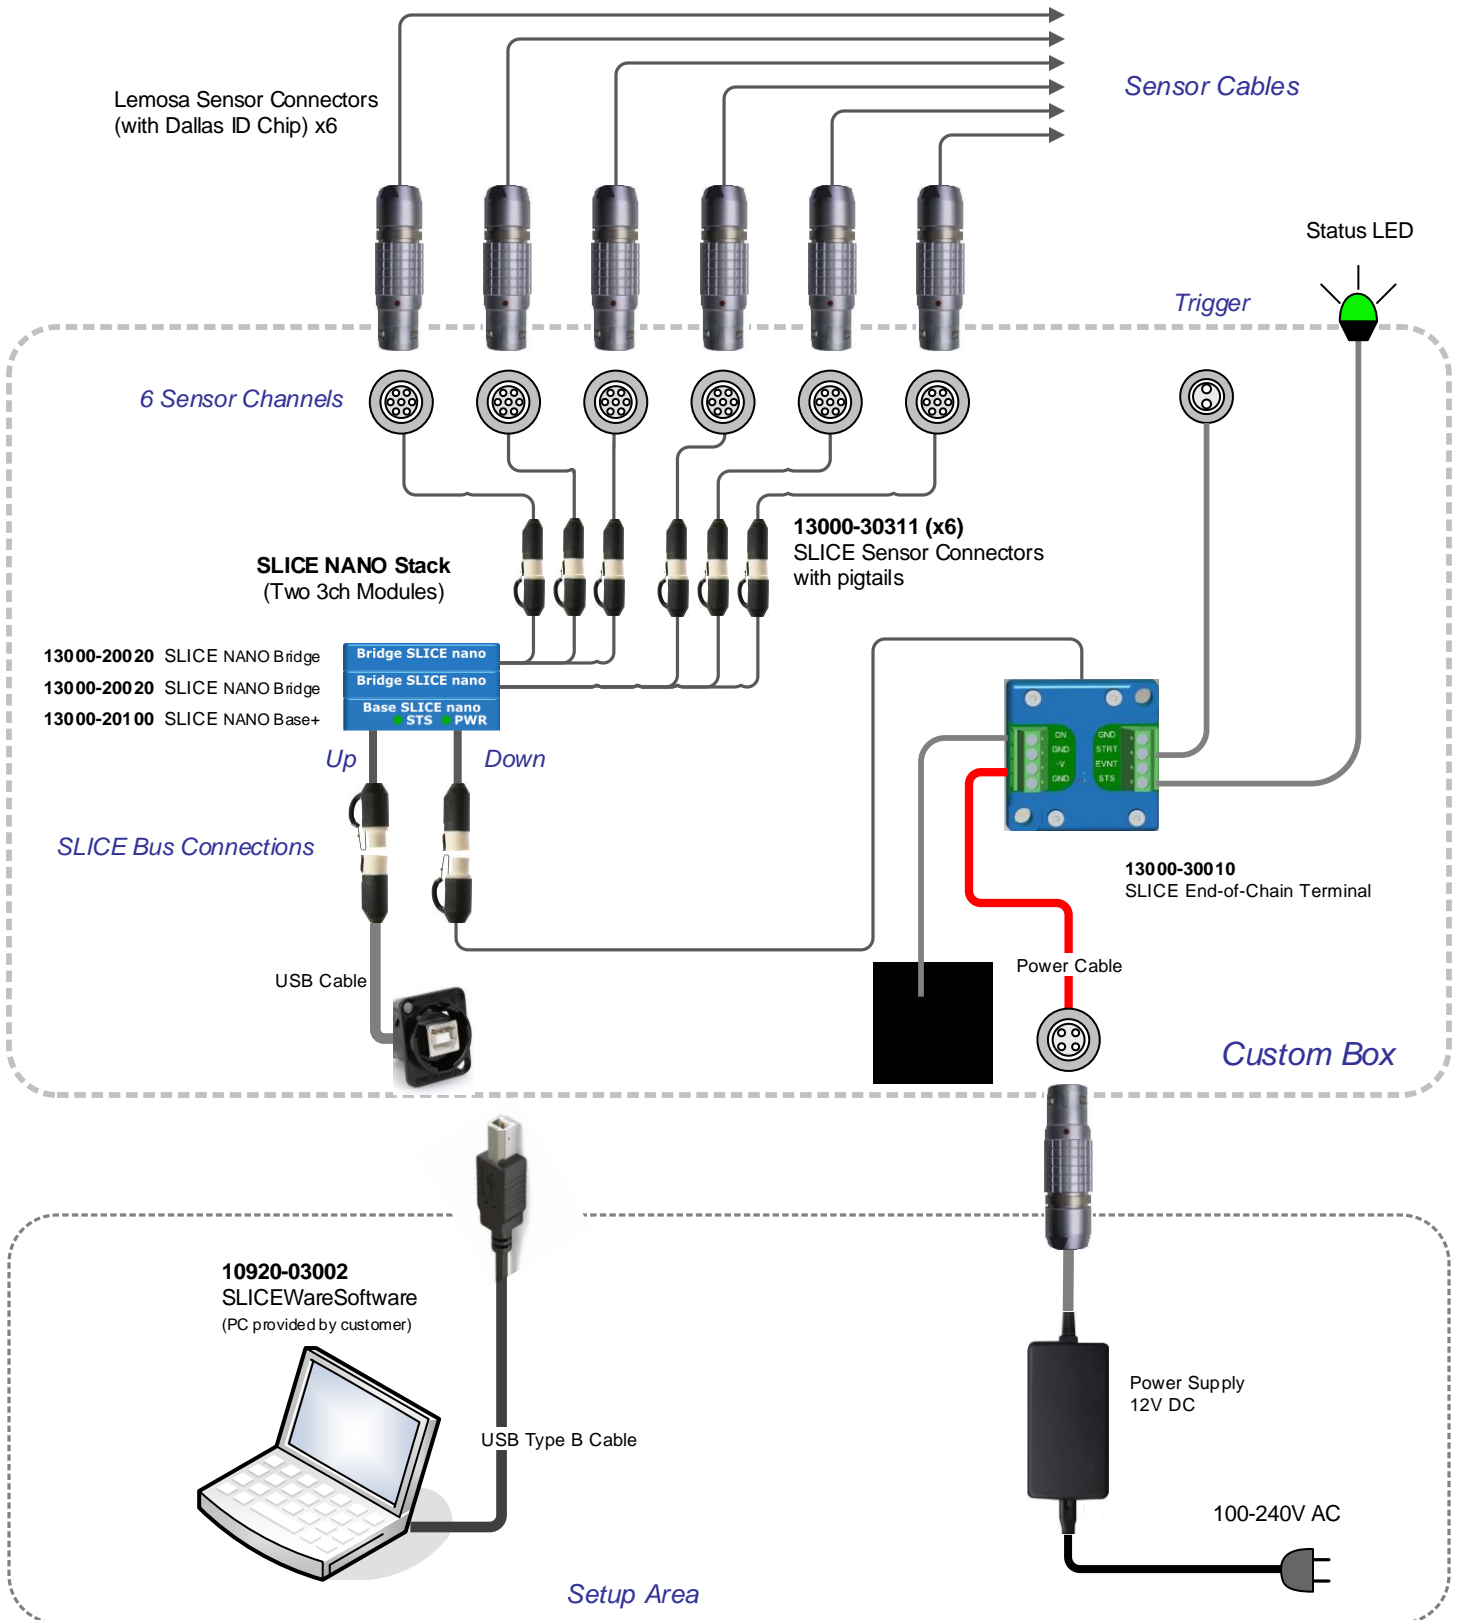 Sensor Cables
Lemosa Sensor Connectors
(with Dallas ID Chip) x6
Status LED
Trigger
6 Sensor Channels
13000-30311 (x6)
SLICE Sensor Connectors
with pigtails
SLICE NANO Stack
(Two 3ch Modules)
13000-20020 SLICE NANO Bridge
13000-20020 SLICE NANO Bridge
13000-20100 SLICE NANO Base+
Bridge SLICE nano
Bridge SLICE nano
Base SLICE nano
STS PWR
Up
Down
ON
GND
-V
GND
GND
STRT
EVNT
STS
SLICE Bus Connections
13000-30010
SLICE End-of-Chain Terminal
USB Cable
Power Cable
Custom Box
10920-03002
SLICEWareSoftware
(PC provided by customer)
USB Type B Cable
Power Supply
12V DC
100-240V AC
Setup Area